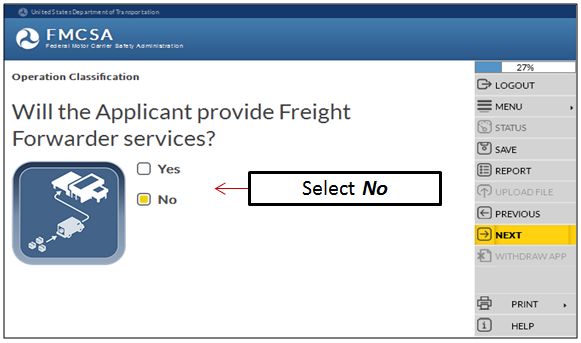 United States Department of Transportation
FMCSA
Federal Motor Carrier Safety Administration
Operation Classification
Will the Applicant provide Freight
Forwarder services?
Yes
No
Select No
27%
LOGOUT
MENU
STATUS
SAVE
REPORT
UPLOAD FILE
PREVIOUS
NEXT
WITHDRAW APP
PRINT
HELP